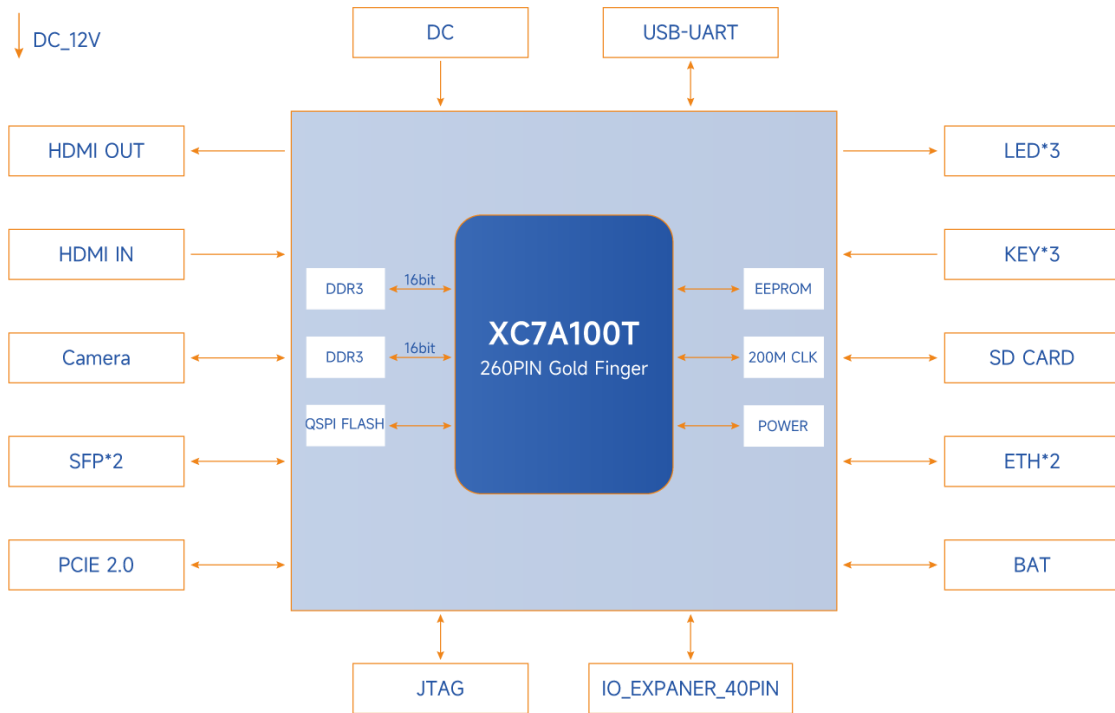 DC_12V
DC
USB-UART
HDMI OUT
LED*3
HDMI IN
KEY*3
DDR3
16bit
EEPROM
XC7A100T
260PIN Gold Finger
Camera
DDR3
16bit
200M CLK
SD CARD
QSPI FLASH
POWER
SFP*2
ETH*2
PCIE 2.0
BAT
JTAG
IO_EXPANER_40PIN